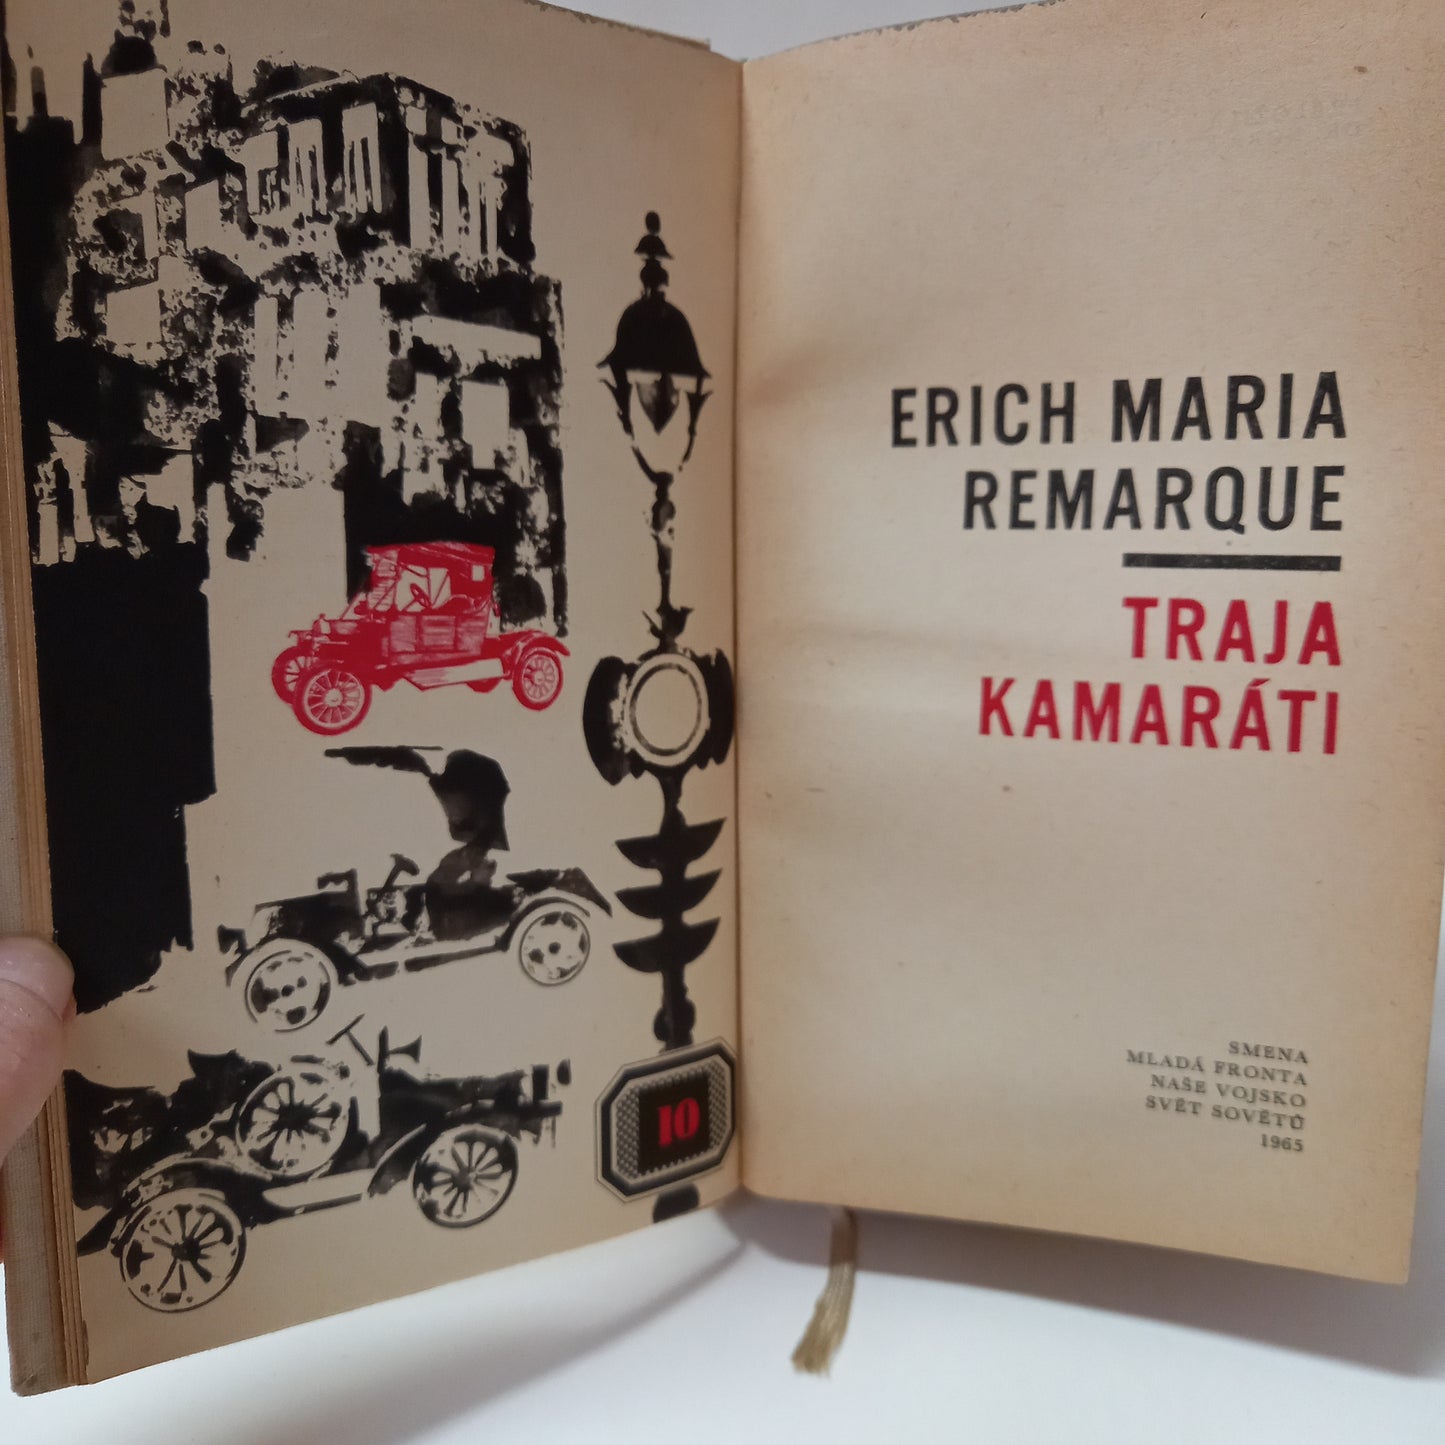 10
ERICH MARIA
REMARQUE
TRAJA
KAMARÁTI
SMENA
MLADÁ FRONTA
NAŠE VOJSKO
SVĚT SOVĚTŮ
1965